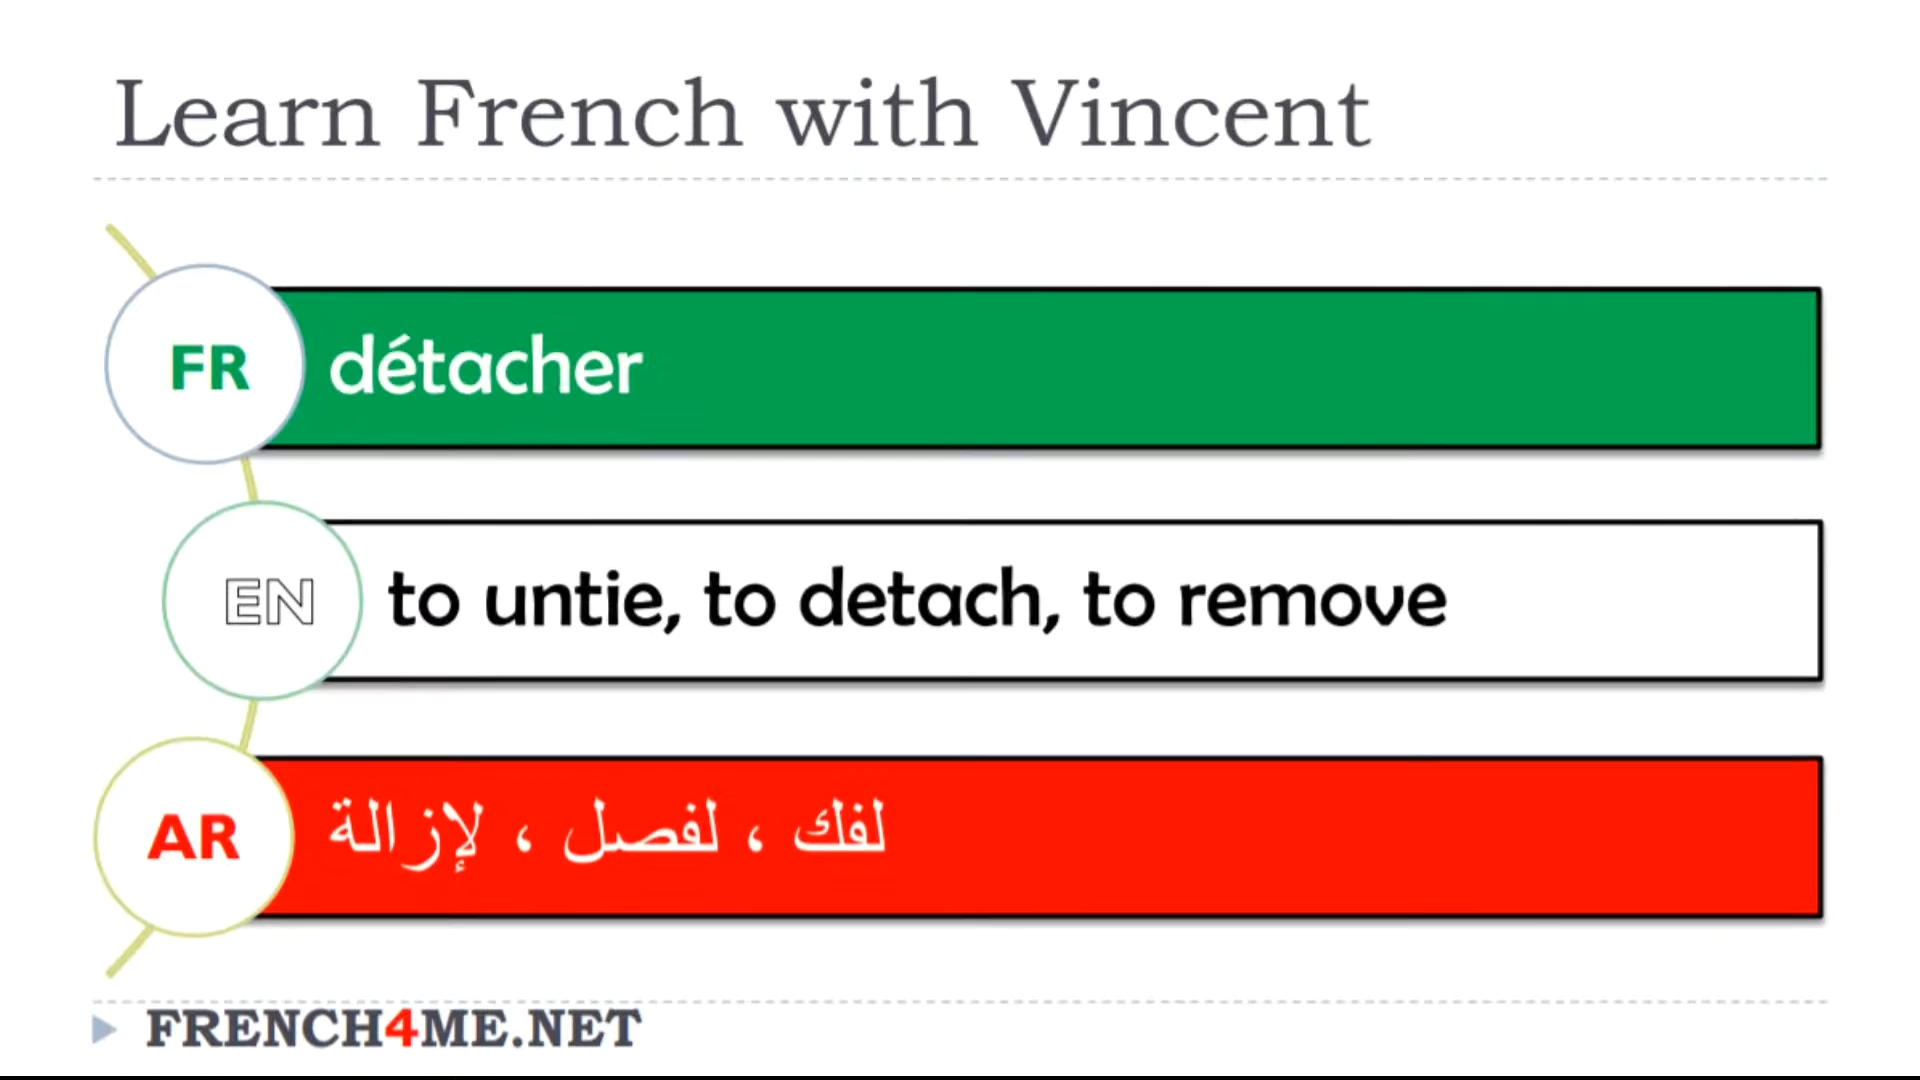 Learn French with Vincent
FR
détacher
EN
to untie, to detach, to remove
AR
لفك ، لفصل ، لإزالة
FRENCH4ME.NET